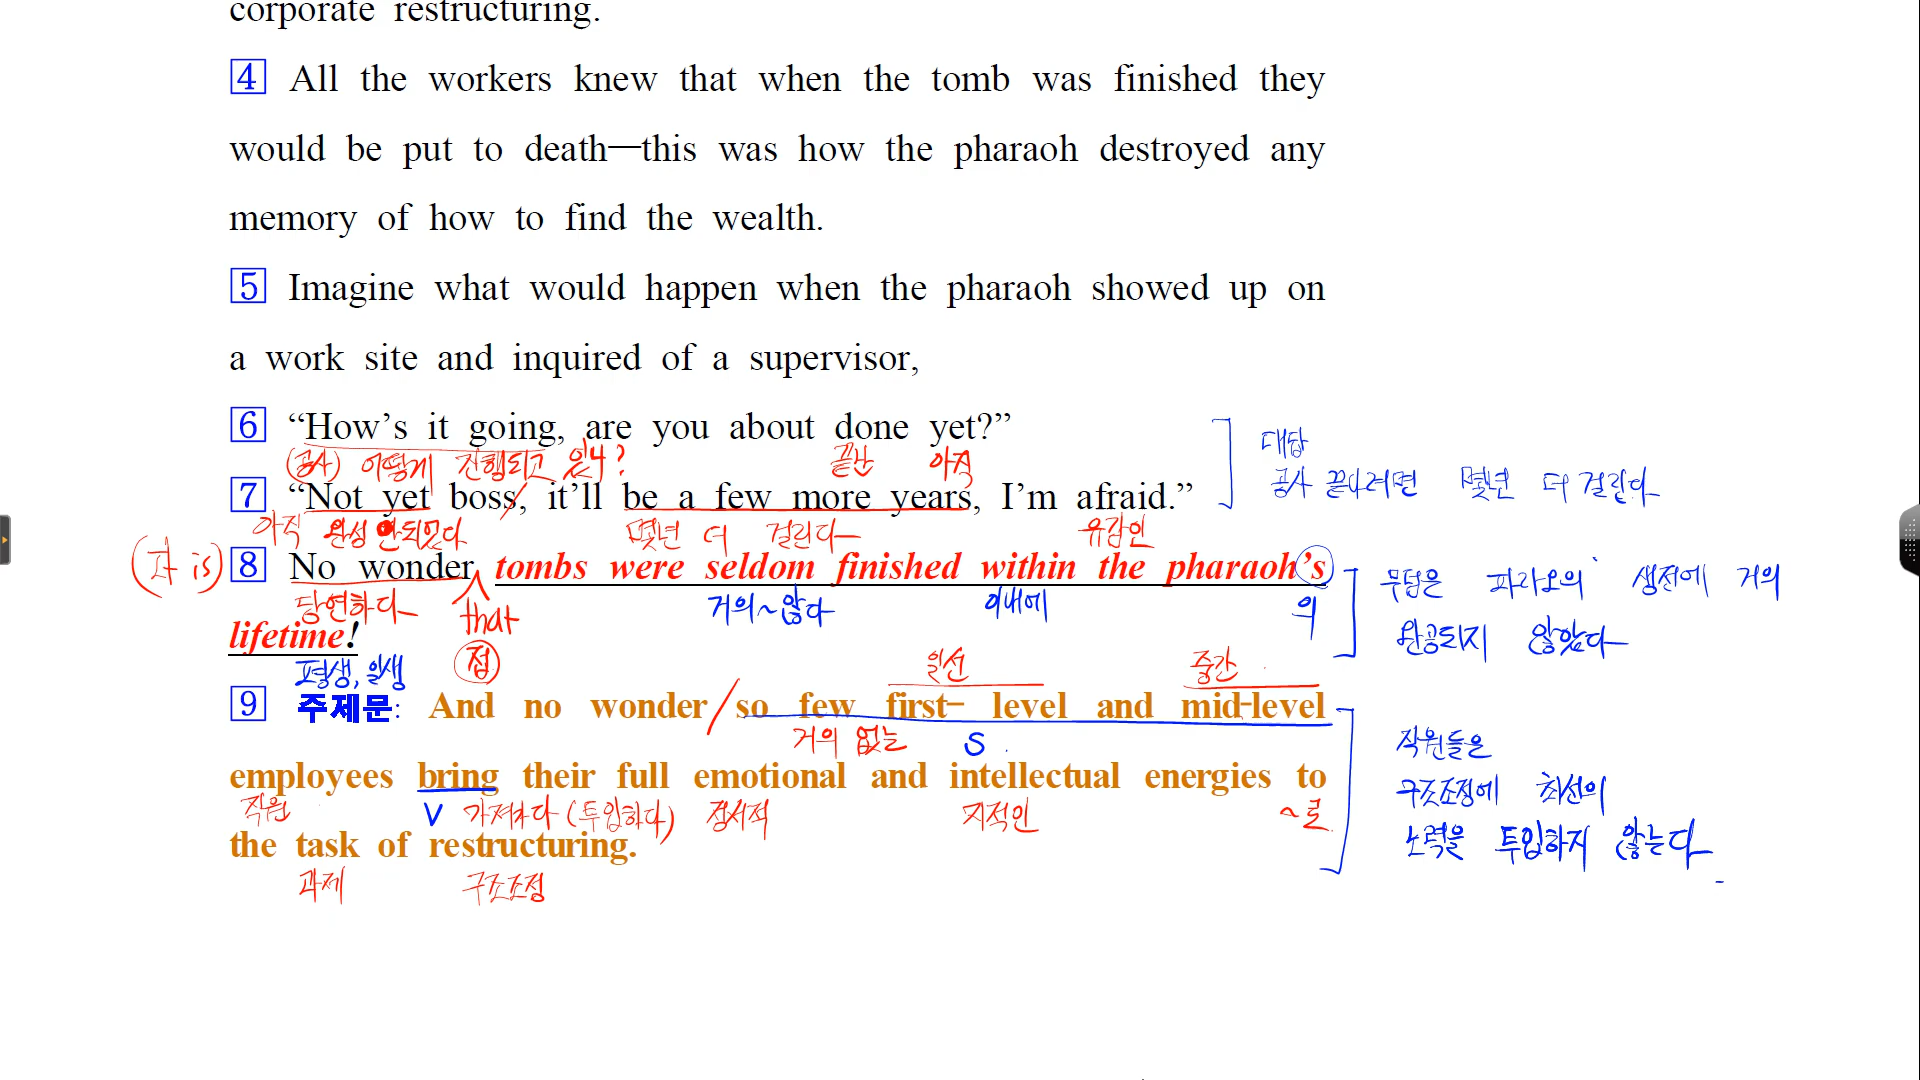 corporate restructuring.
4 All the workers knew that when the tomb was finished they
would be put to death—this was how the pharaoh destroyed any
memory of how to find the wealth.
5 Imagine what would happen when the pharaoh showed up on
a work site and inquired of a supervisor,
6 “How’s it going, are you about done yet?”
(공사) 어떻게 진행되고 있니? 끝난 아직
대답
7 “Not yet boss, it’ll be a few more years, I’m afraid.”
공사 끝나려면 몇년 더 걸린다
아직 완성 안되었다 몇년 더 걸린다 유감인
(It is) 8 No wonder tombs were seldom finished within the pharaoh’s
당연하다 that 거의~않다 이내에 의
무덤은 파라오의 생전에 거의
완공되지 않았다
lifetime!
평생, 일생 접 일선 중간
9 주제문: And no wonder so few first- level and mid-level
거의 없는 S
직원들은
employees bring their full emotional and intellectual energies to
직원 V 가져가다 (투입하다) 정서적 지적인 ~로
구조조정에 최선의
the task of restructuring.
노력을 투입하지 않는다
과제 구조조정